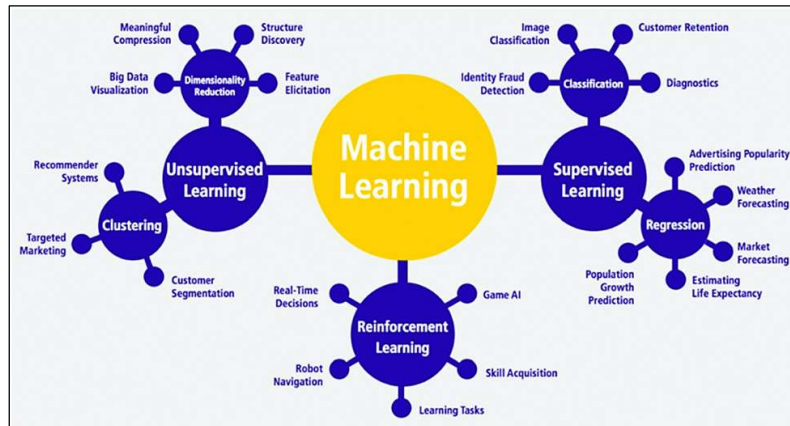 Machine
Learning
Unsupervised
Learning
Dimensionality
Reduction
Meaningful
Compression
Structure
Discovery
Big Data
Visualization
Feature
Elicitation
Clustering
Recommender
Systems
Targeted
Marketing
Customer
Segmentation
Supervised
Learning
Classification
Image
Classification
Customer Retention
Identity Fraud
Detection
Diagnostics
Regression
Advertising Popularity
Prediction
Weather
Forecasting
Market
Forecasting
Estimating
Life Expectancy
Population
Growth
Prediction
Reinforcement
Learning
Real-Time
Decisions
Game AI
Robot
Navigation
Skill Acquisition
Learning Tasks